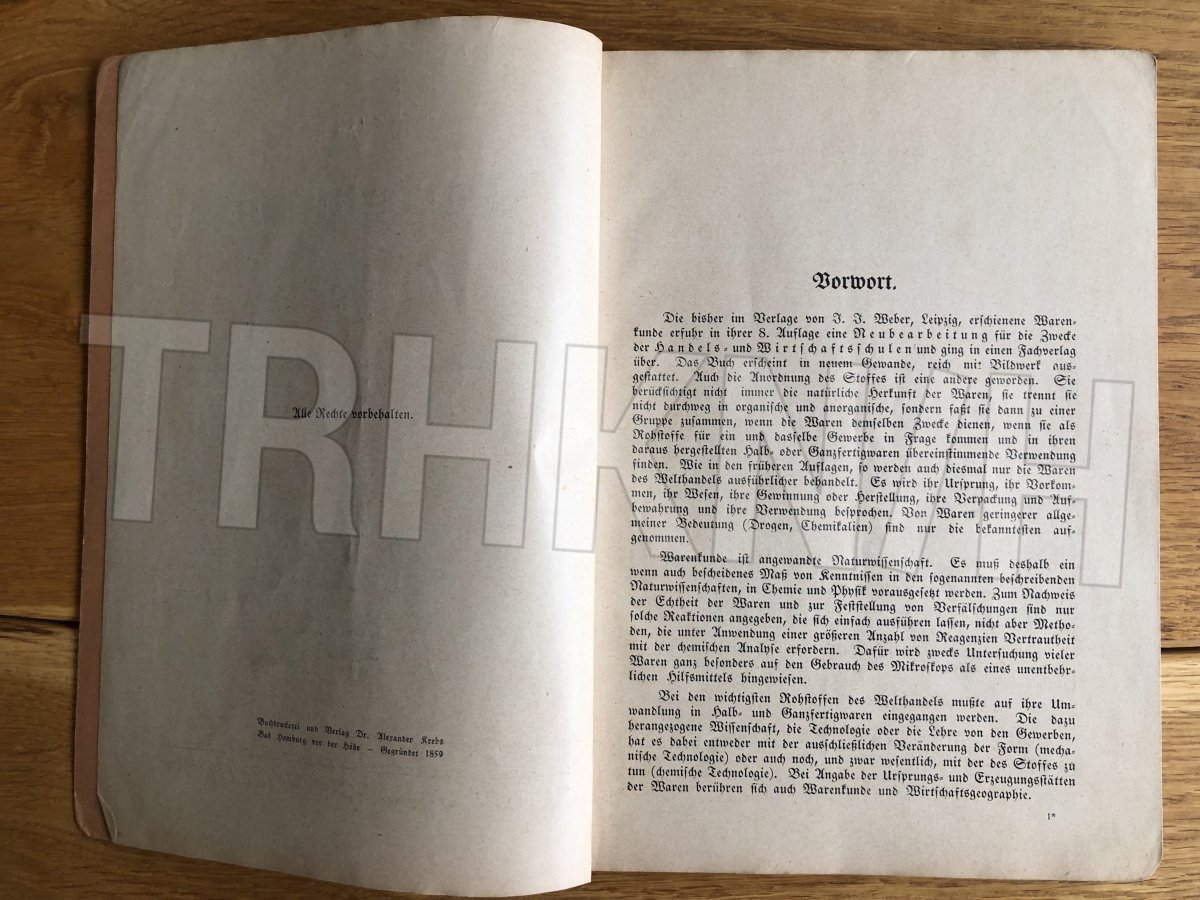 Alle Rechte vorbehalten.
Buchdruckerei und Verlag Dr. Alexander Krebs
Bad Homburg vor der Höhe — Gegründet 1859
Vorwort.
Die bisher im Verlage von J. J. Weber, Leipzig, erschienene Waren-
kunde erfuhr in ihrer 8. Auflage eine Neubearbeitung für die Zwecke
der Handels- und Wirtschaftsschulen und ging in einen Fachverlag
über. Das Buch erscheint in neuem Gewande, reich mit Bildwerk aus-
gestattet. Auch die Anordnung des Stoffes ist eine andere geworden. Sie
berücksichtigt nicht immer die natürliche Herkunft der Waren, sie trennt sie
nicht durchweg in organische und anorganische, sondern faßt sie dann zu einer
Gruppe zusammen, wenn die Waren demselben Zwecke dienen, wenn sie als
Rohstoffe für ein und dasselbe Gewerbe in Frage kommen und in ihren
daraus hergestellten Halb- oder Ganzfertigwaren übereinstimmende Verwendung
finden. Wie in den früheren Auflagen, so werden auch diesmal nur die Waren
des Welthandels ausführlicher behandelt. Es wird ihr Ursprung, ihr Vorkom-
men, ihr Wesen, ihre Gewinnung oder Herstellung, ihre Verpackung und Auf-
bewahrung und ihre Verwendung besprochen. Von Waren geringerer allge-
meiner Bedeutung (Drogen, Chemikalien) sind nur die bekanntesten auf-
genommen.
Warenkunde ist angewandte Naturwissenschaft. Es muß deshalb ein
wenn auch bescheidenes Maß von Kenntnissen in den sogenannten beschreibenden
Naturwissenschaften, in Chemie und Physik vorausgesetzt werden. Zum Nachweis
der Echtheit der Waren und zur Feststellung von Verfälschungen sind nur
solche Reaktionen angegeben, die sich einfach ausführen lassen, nicht aber Metho-
den, die unter Anwendung einer größeren Anzahl von Reagenzien Vertrautheit
mit der chemischen Analyse erfordern. Dafür wird zwecks Untersuchung vieler
Waren ganz besonders auf den Gebrauch des Mikroskops als eines unentbehr-
lichen Hilfsmittels hingewiesen.
Bei den wichtigsten Rohstoffen des Welthandels mußte auf ihre Um-
wandlung in Halb- und Ganzfertigwaren eingegangen werden. Die dazu
herangezogene Wissenschaft, die Technologie oder die Lehre von den Gewerben,
hat es dabei entweder mit der ausschließlichen Veränderung der Form (mecha-
nische Technologie) oder auch noch, und zwar wesentlich, mit der des Stoffes zu
tun (chemische Technologie). Bei Angabe der Ursprungs- und Erzeugungsstätten
der Waren berühren sich auch Warenkunde und Wirtschaftsgeographie.
1*